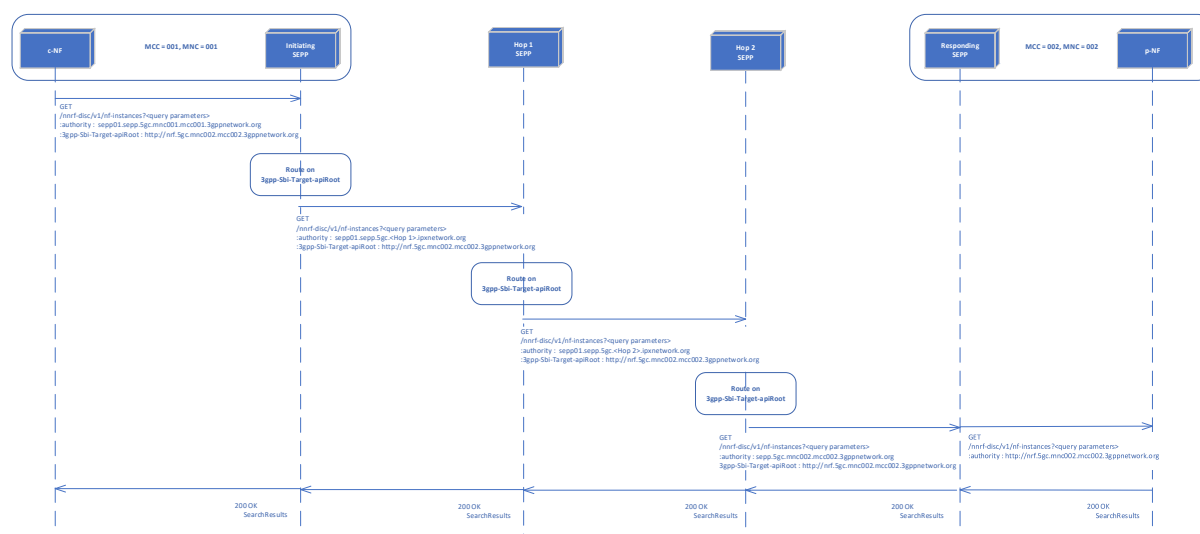 c-NF
MCC = 001, MNC = 001
Initiating
SEPP
Hop 1
SEPP
Hop 2
SEPP
Responding
SEPP
MCC = 002, MNC = 002
p-NF
GET
/nnrf-disc/v1/nf-instances?<query parameters>
:authority : sepp01.sepp.5gc.mnc001.mcc001.3gppnetwork.org
:3gpp-Sbi-Target-apiRoot : http://nrf.5gc.mnc002.mcc002.3gppnetwork.org
Route on
3gpp-Sbi-Target-apiRoot
GET
/nnrf-disc/v1/nf-instances?<query parameters>
:authority : sepp01.sepp.5gc.<Hop 1>.ipxnetwork.org
:3gpp-Sbi-Target-apiRoot : http://nrf.5gc.mnc002.mcc002.3gppnetwork.org
Route on
3gpp-Sbi-Target-apiRoot
GET
/nnrf-disc/v1/nf-instances?<query parameters>
:authority : sepp01.sepp.5gc.<Hop 2>.ipxnetwork.org
:3gpp-Sbi-Target-apiRoot : http://nrf.5gc.mnc002.mcc002.3gppnetwork.org
Route on
3gpp-Sbi-Target-apiRoot
GET
/nnrf-disc/v1/nf-instances?<query parameters>
:authority : sepp.5gc.mnc002.mcc002.3gppnetwork.org
3gpp-Sbi-Target-apiRoot : http://nrf.5gc.mnc002.mcc002.3gppnetwork.org
GET
/nnrf-disc/v1/nf-instances?<query parameters>
:authority : http://nrf.5gc.mnc002.mcc002.3gppnetwork.org
200 OK
SearchResults
200 OK
SearchResults
200 OK
SearchResults
200 OK
SearchResults
200 OK
SearchResults